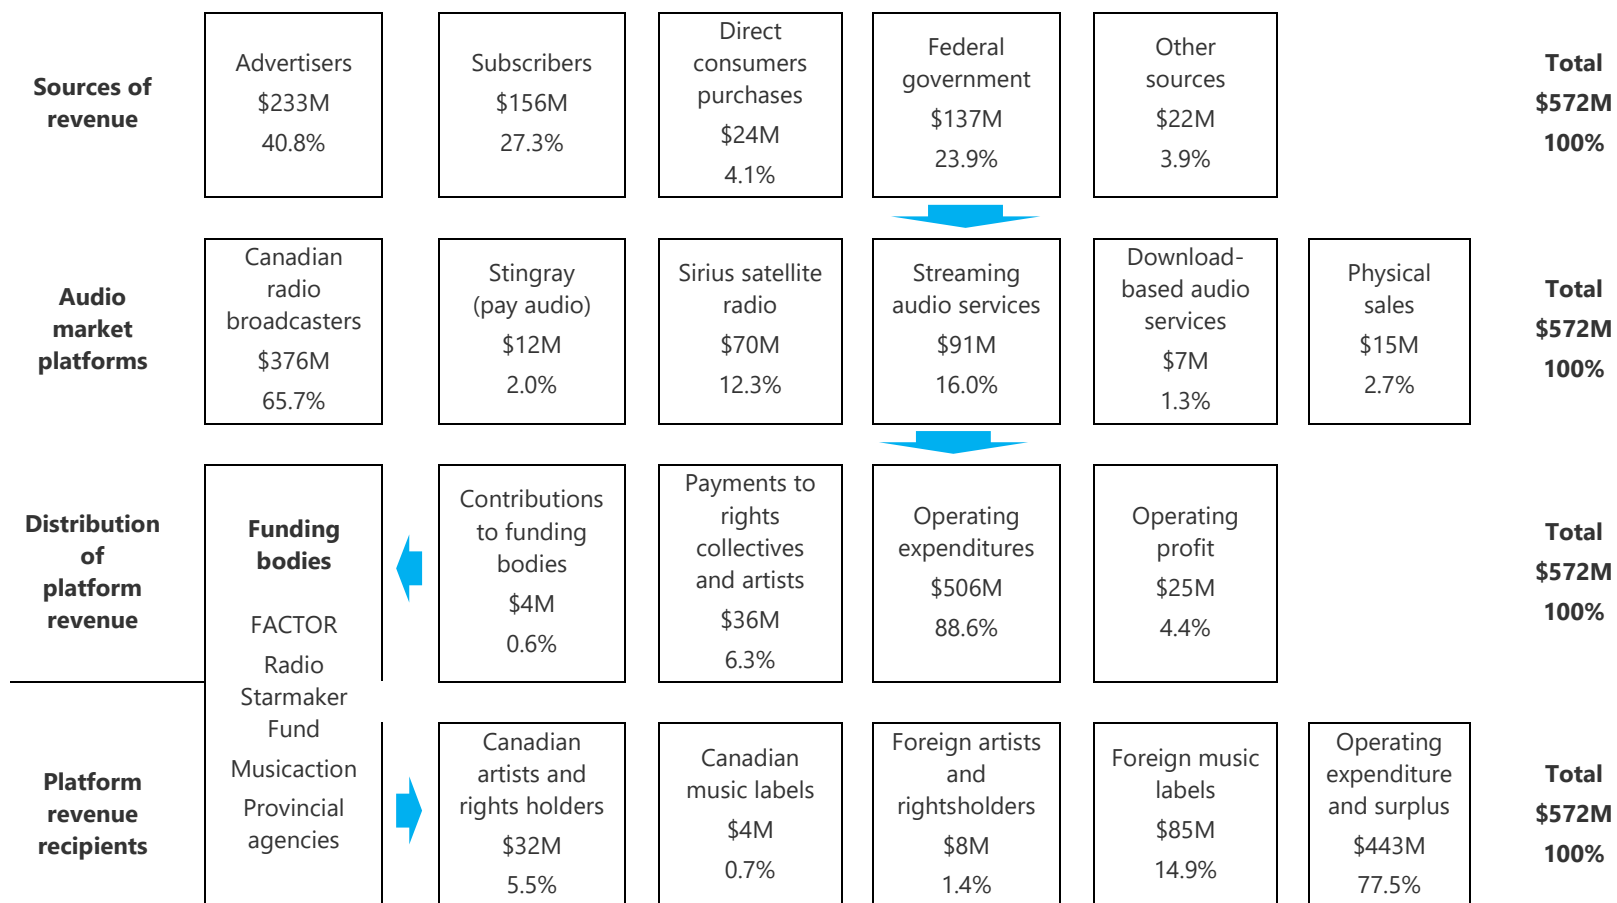 Sources of
revenue
Advertisers
$233M
40.8%
Subscribers
$156M
27.3%
Direct
consumers
purchases
$24M
4.1%
Federal
government
$137M
23.9%
Other
sources
$22M
3.9%
Total
$572M
100%
Audio
market
platforms
Canadian
radio
broadcasters
$376M
65.7%
Stingray
(pay audio)
$12M
2.0%
Sirius satellite
radio
$70M
12.3%
Streaming
audio services
$91M
16.0%
Download-
based audio
services
$7M
1.3%
Physical
sales
$15M
2.7%
Total
$572M
100%
Distribution
of
platform
revenue
Funding
bodies
FACTOR
Radio
Starmaker
Fund
Musicaction
Provincial
agencies
Contributions
to funding
bodies
$4M
0.6%
Payments to
rights
collectives
and artists
$36M
6.3%
Operating
expenditures
$506M
88.6%
Operating
profit
$25M
4.4%
Total
$572M
100%
Platform
revenue
recipients
Canadian
artists and
rights holders
$32M
5.5%
Canadian
music labels
$4M
0.7%
Foreign artists
and
rightsholders
$8M
1.4%
Foreign music
labels
$85M
14.9%
Operating
expenditure
and surplus
$443M
77.5%
Total
$572M
100%